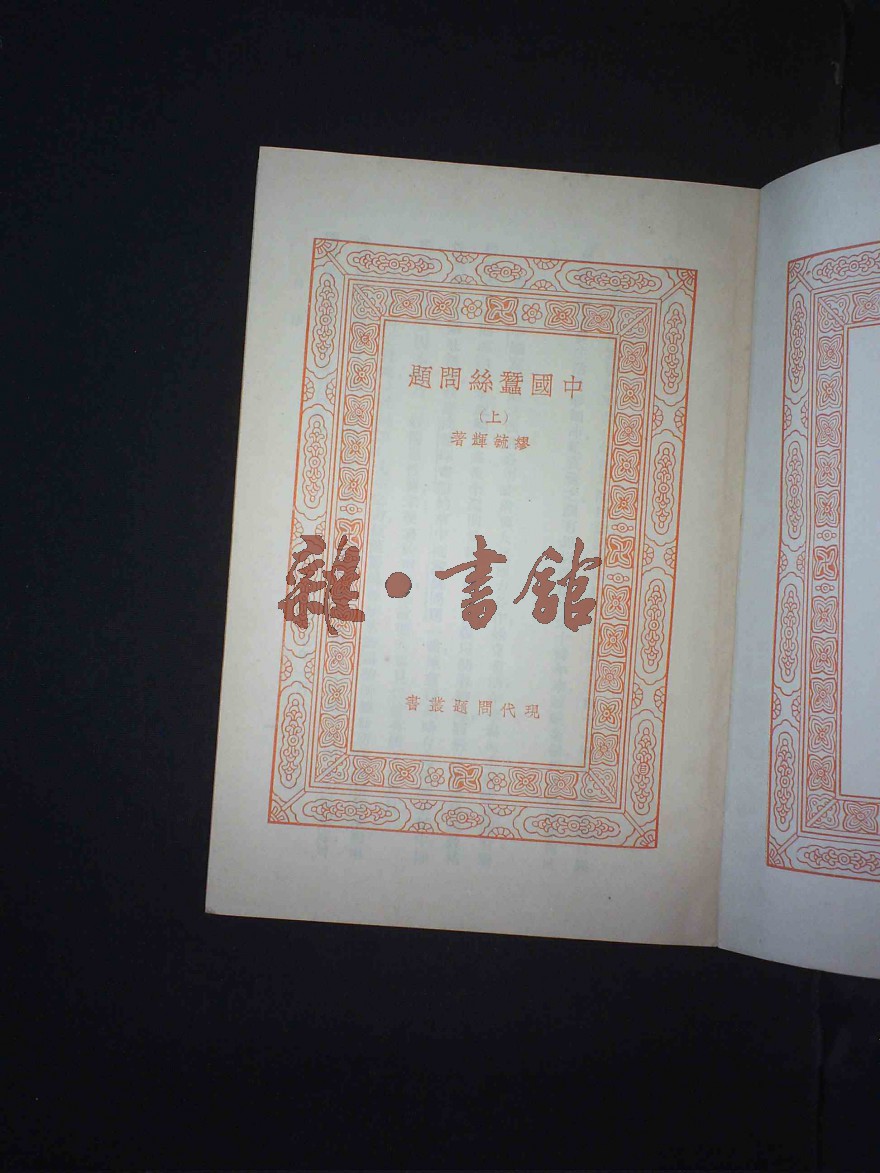 中國蠶絲問題
(上)
繆毓輝著
雜·書館
現代問題叢書